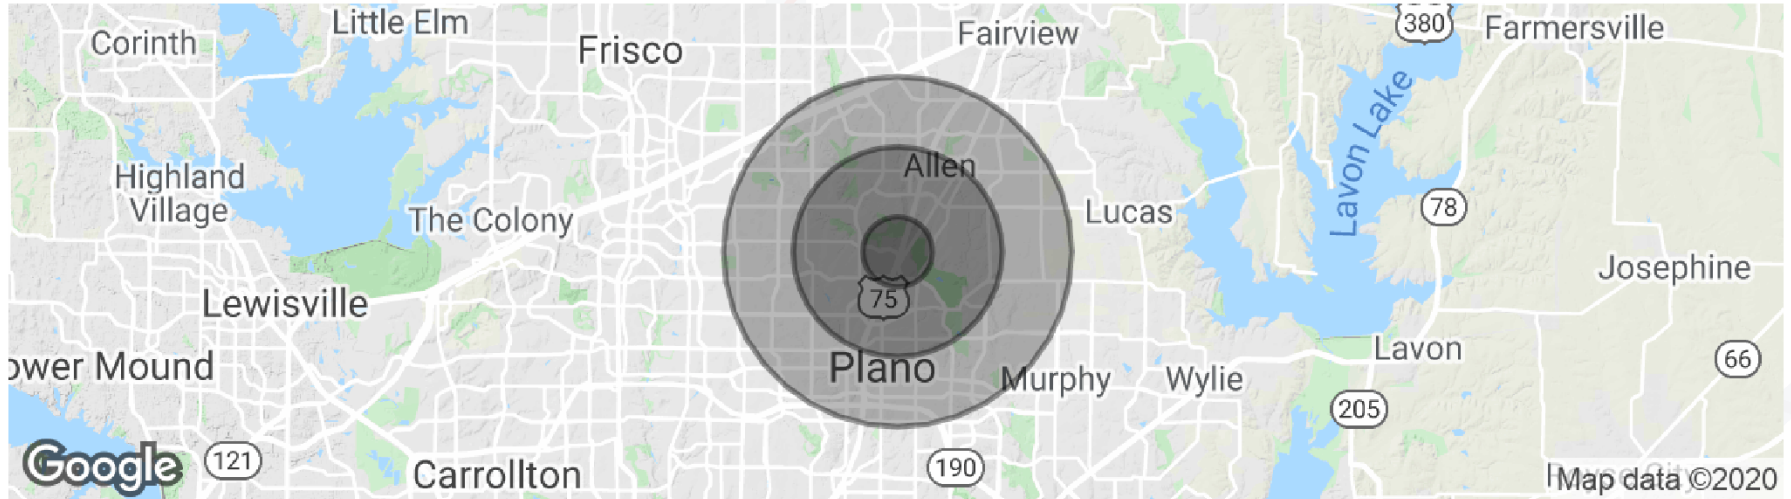 Little Elm
380
Farmersville
Corinth
Frisco
Fairview
Lavon Lake
Allen
Highland
Village
78
Lucas
The Colony
Josephine
75
Lewisville
Lavon
66
ower Mound
Plano
Murphy
Wylie
205
121
Google
Carrollton
190
Map data ©2020